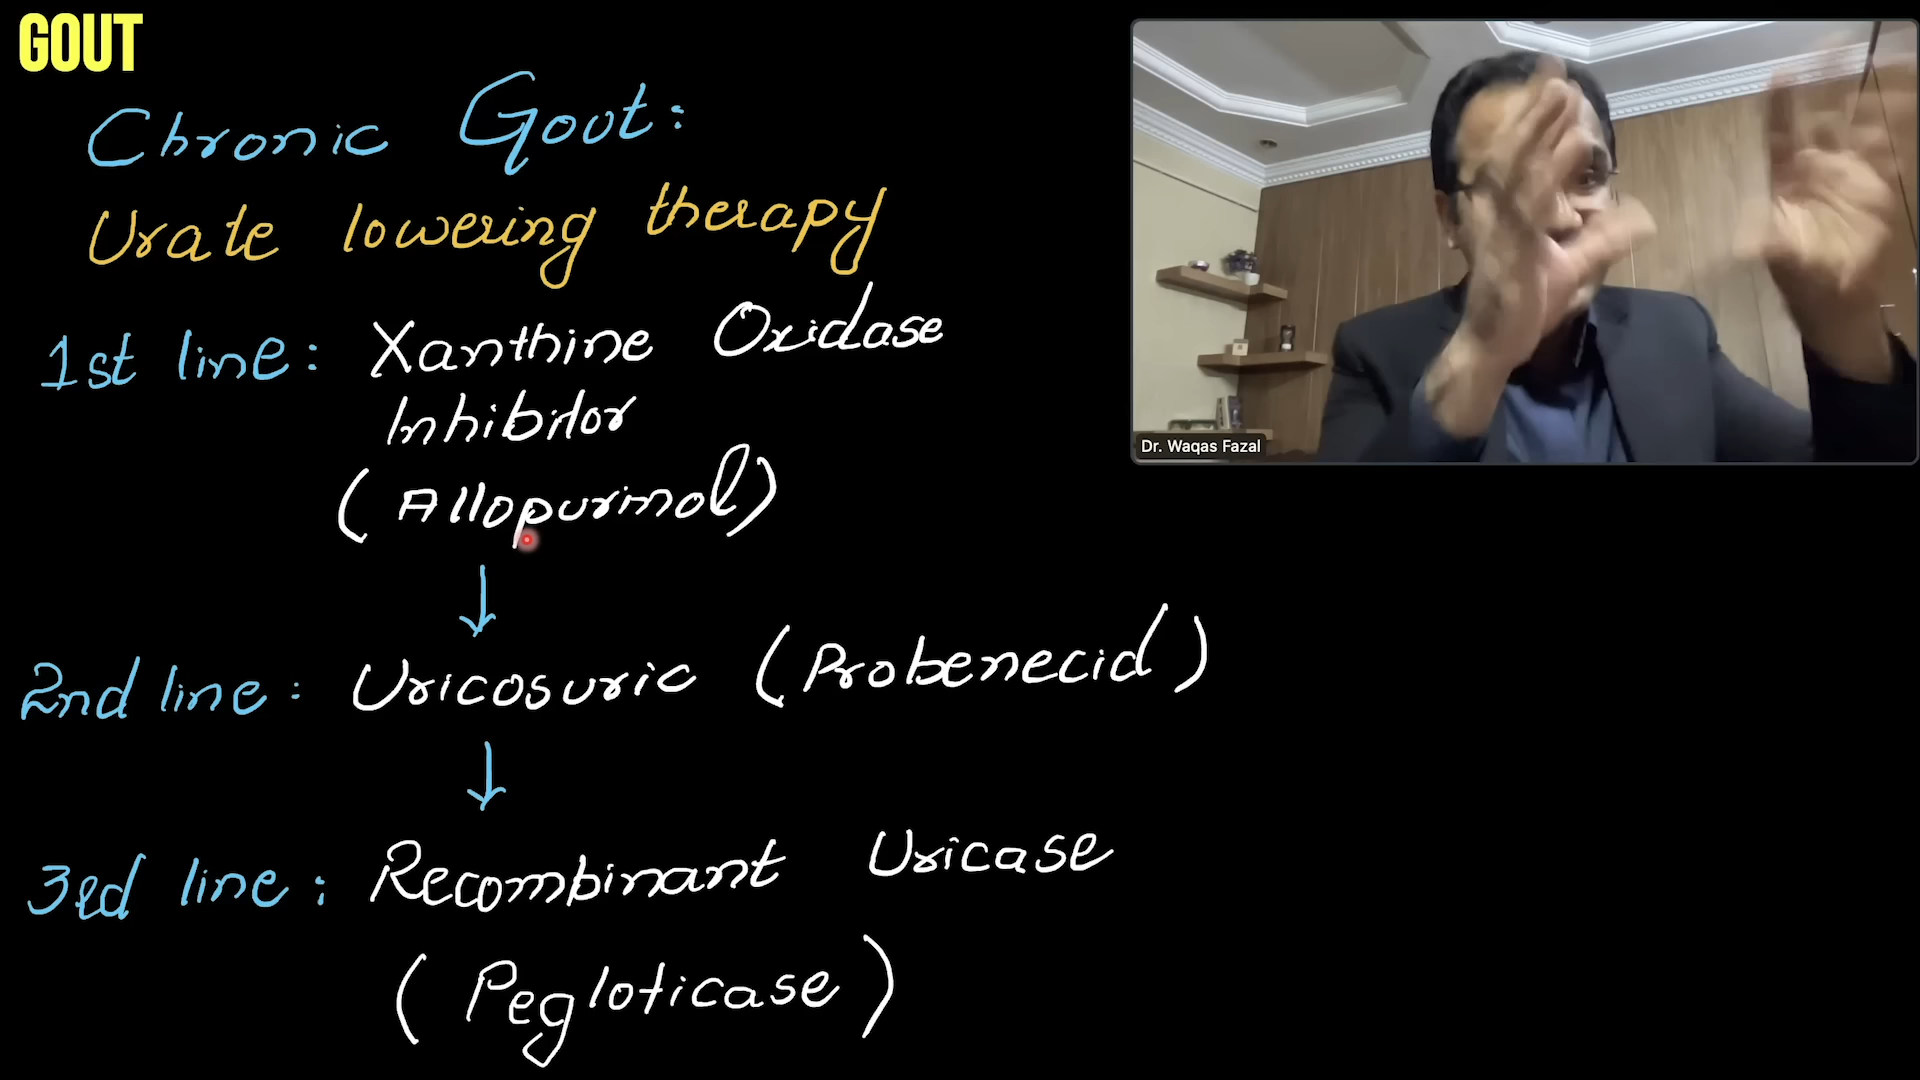 GOUT
Chronic Gout:
Urate lowering therapy
1st line: Xanthine Oxidase
Inhibitor
(Allopurinol)
↓
2nd line: Uricosuric (Probenecid)
↓
3rd line: Recombinant Uricase
(Pegloticase)
Dr. Waqas Fazal